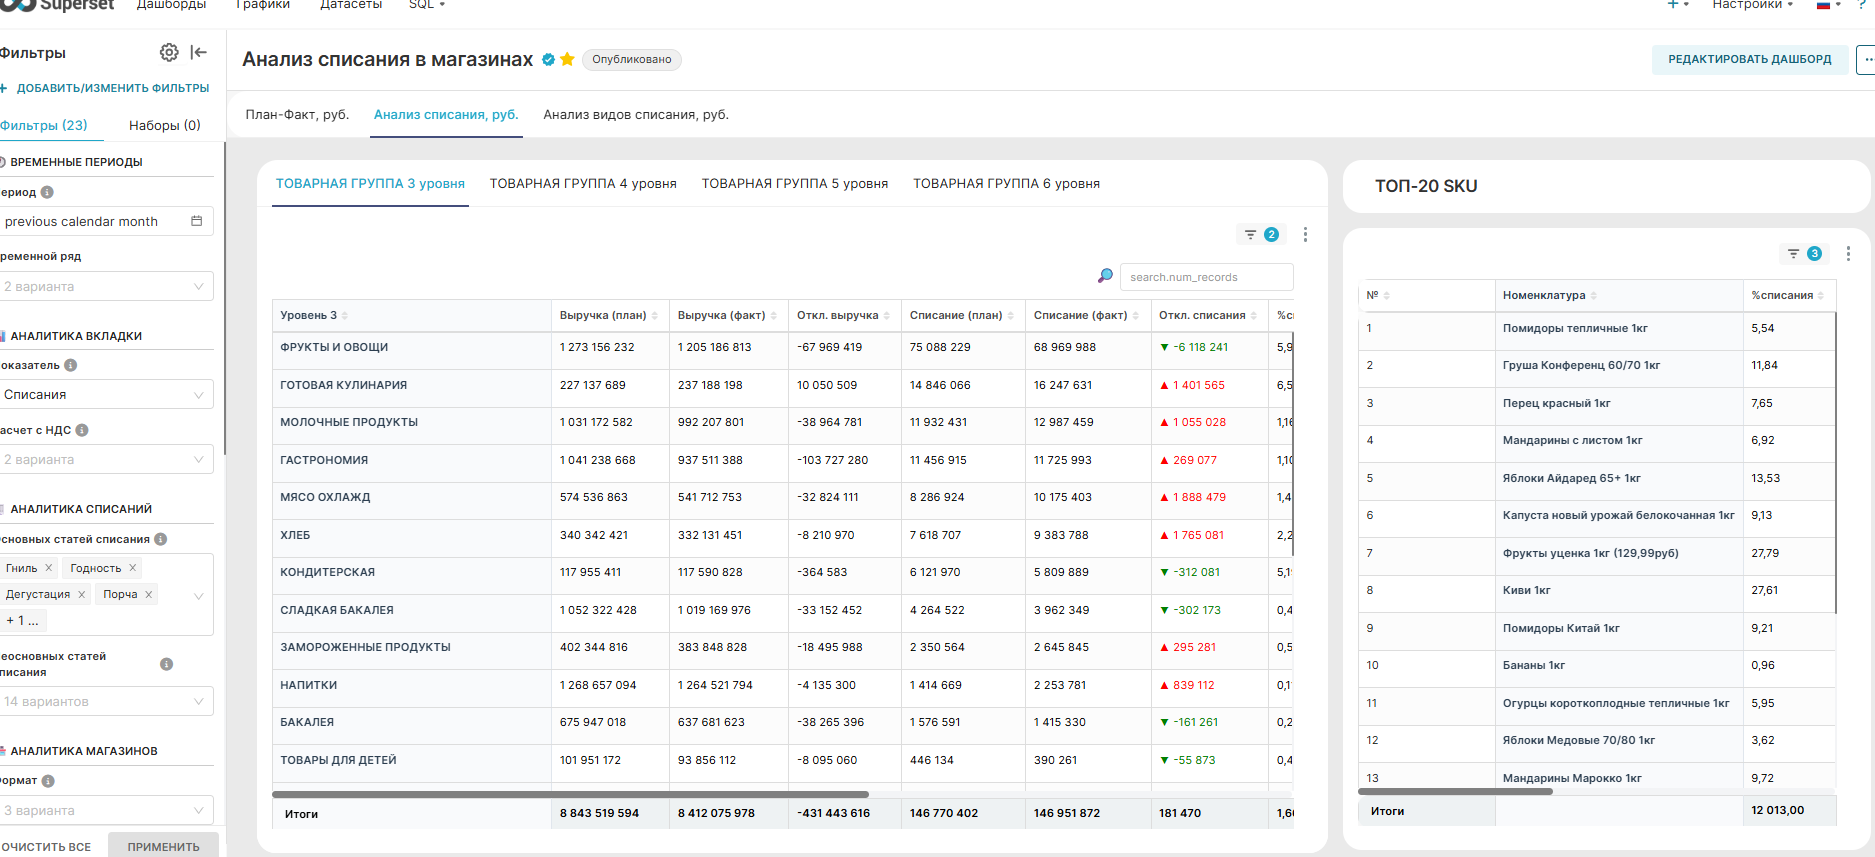 Superset Дашборды Графики Датасеты SQL Настройки ?
Фильтры
+ ДОБАВИТЬ/ИЗМЕНИТЬ ФИЛЬТРЫ
Фильтры (23) Наборы (0)
ВРЕМЕННЫЕ ПЕРИОДЫ
ериод
previous calendar month
ременной ряд
2 варианта
АНАЛИТИКА ВКЛАДКИ
оказатель
Списания
асчет с НДС
2 варианта
АНАЛИТИКА СПИСАНИЙ
сновных статей списания
Гниль × Годность ×
Дегустация × Порча ×
+ 1 ...
еосновных статей
писания
14 вариантов
АНАЛИТИКА МАГАЗИНОВ
ормат
3 варианта
ОЧИСТИТЬ ВСЕ ПРИМЕНИТЬ
Анализ списания в магазинах Опубликовано РЕДАКТИРОВАТЬ ДАШБОРД
План-Факт, руб. Анализ списания, руб. Анализ видов списания, руб.
ТОВАРНАЯ ГРУППА 3 уровня ТОВАРНАЯ ГРУППА 4 уровня ТОВАРНАЯ ГРУППА 5 уровня ТОВАРНАЯ ГРУППА 6 уровня
2
search.num_records
Уровень 3 Выручка (план) Выручка (факт) Откл. выручка Списание (план) Списание (факт) Откл. списания
ФРУКТЫ И ОВОЩИ 1 273 156 232 1 205 186 813 -67 969 419 75 088 229 68 969 988 ▼ -6 118 241 5,9
ГОТОВАЯ КУЛИНАРИЯ 227 137 689 237 188 198 10 050 509 14 846 066 16 247 631 ▲ 1 401 565 6,5
МОЛОЧНЫЕ ПРОДУКТЫ 1 031 172 582 992 207 801 -38 964 781 11 932 431 12 987 459 ▲ 1 055 028 1,16
ГАСТРОНОМИЯ 1 041 238 668 937 511 388 -103 727 280 11 456 915 11 725 993 ▲ 269 077 1,10
МЯСО ОХЛАЖД 574 536 863 541 712 753 -32 824 111 8 286 924 10 175 403 ▲ 1 888 479 1,4
ХЛЕБ 340 342 421 332 131 451 -8 210 970 7 618 707 9 383 788 ▲ 1 765 081 2,2
КОНДИТЕРСКАЯ 117 955 411 117 590 828 -364 583 6 121 970 5 809 889 ▼ -312 081 5,1
СЛАДКАЯ БАКАЛЕЯ 1 052 322 428 1 019 169 976 -33 152 452 4 264 522 3 962 349 ▼ -302 173 0,4
ЗАМОРОЖЕННЫЕ ПРОДУКТЫ 402 344 816 383 848 828 -18 495 988 2 350 564 2 645 845 ▲ 295 281 0,5
НАПИТКИ 1 268 657 094 1 264 521 794 -4 135 300 1 414 669 2 253 781 ▲ 839 112 0,1
БАКАЛЕЯ 675 947 018 637 681 623 -38 265 396 1 576 591 1 415 330 ▼ -161 261 0,2
ТОВАРЫ ДЛЯ ДЕТЕЙ 101 951 172 93 856 112 -8 095 060 446 134 390 261 ▼ -55 873 0,4
Итоги 8 843 519 594 8 412 075 978 -431 443 616 146 770 402 146 951 872 181 470 1,6
ТОП-20 SKU
3
№ Номенклатура %списания
1 Помидоры тепличные 1кг 5,54
2 Груша Конференц 60/70 1кг 11,84
3 Перец красный 1кг 7,65
4 Мандарины с листом 1кг 6,92
5 Яблоки Айдаред 65+ 1кг 13,53
6 Капуста новый урожай белокочанная 1кг 9,13
7 Фрукты уценка 1кг (129,99руб) 27,79
8 Киви 1кг 27,61
9 Помидоры Китай 1кг 9,21
10 Бананы 1кг 0,96
11 Огурцы короткоплодные тепличные 1кг 5,95
12 Яблоки Медовые 70/80 1кг 3,62
13 Мандарины Марокко 1кг 9,72
Итоги 12 013,00